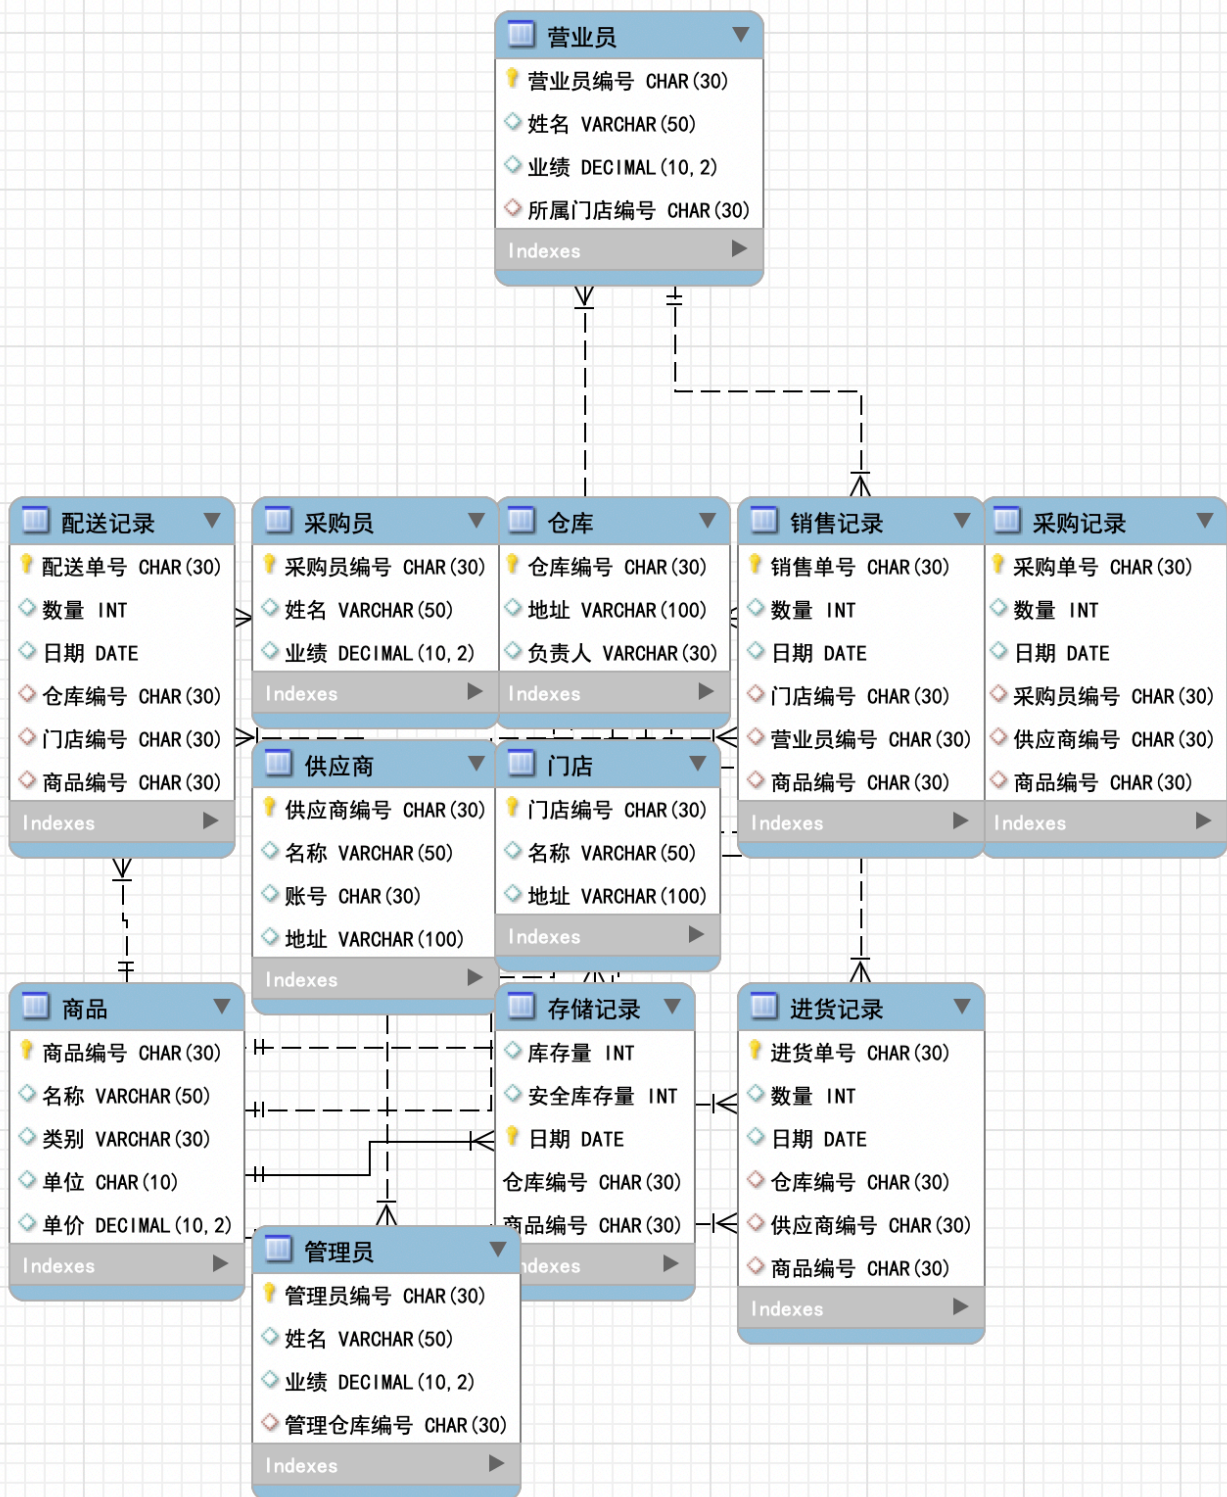 营业员
营业员编号 CHAR(30)
姓名 VARCHAR(50)
业绩 DECIMAL(10,2)
所属门店编号 CHAR(30)
Indexes
配送记录
配送单号 CHAR(30)
数量 INT
日期 DATE
仓库编号 CHAR(30)
门店编号 CHAR(30)
商品编号 CHAR(30)
Indexes
采购员
采购员编号 CHAR(30)
姓名 VARCHAR(50)
业绩 DECIMAL(10,2)
Indexes
仓库
仓库编号 CHAR(30)
地址 VARCHAR(100)
负责人 VARCHAR(30)
Indexes
销售记录
销售单号 CHAR(30)
数量 INT
日期 DATE
门店编号 CHAR(30)
营业员编号 CHAR(30)
商品编号 CHAR(30)
Indexes
采购记录
采购单号 CHAR(30)
数量 INT
日期 DATE
采购员编号 CHAR(30)
供应商编号 CHAR(30)
商品编号 CHAR(30)
Indexes
供应商
供应商编号 CHAR(30)
名称 VARCHAR(50)
账号 CHAR(30)
地址 VARCHAR(100)
Indexes
门店
门店编号 CHAR(30)
名称 VARCHAR(50)
地址 VARCHAR(100)
Indexes
商品
商品编号 CHAR(30)
名称 VARCHAR(50)
类别 VARCHAR(30)
单位 CHAR(10)
单价 DECIMAL(10,2)
Indexes
存储记录
库存量 INT
安全库存量 INT
日期 DATE
仓库编号 CHAR(30)
商品编号 CHAR(30)
ndexes
进货记录
进货单号 CHAR(30)
数量 INT
日期 DATE
仓库编号 CHAR(30)
供应商编号 CHAR(30)
商品编号 CHAR(30)
Indexes
管理员
管理员编号 CHAR(30)
姓名 VARCHAR(50)
业绩 DECIMAL(10,2)
管理仓库编号 CHAR(30)
Indexes